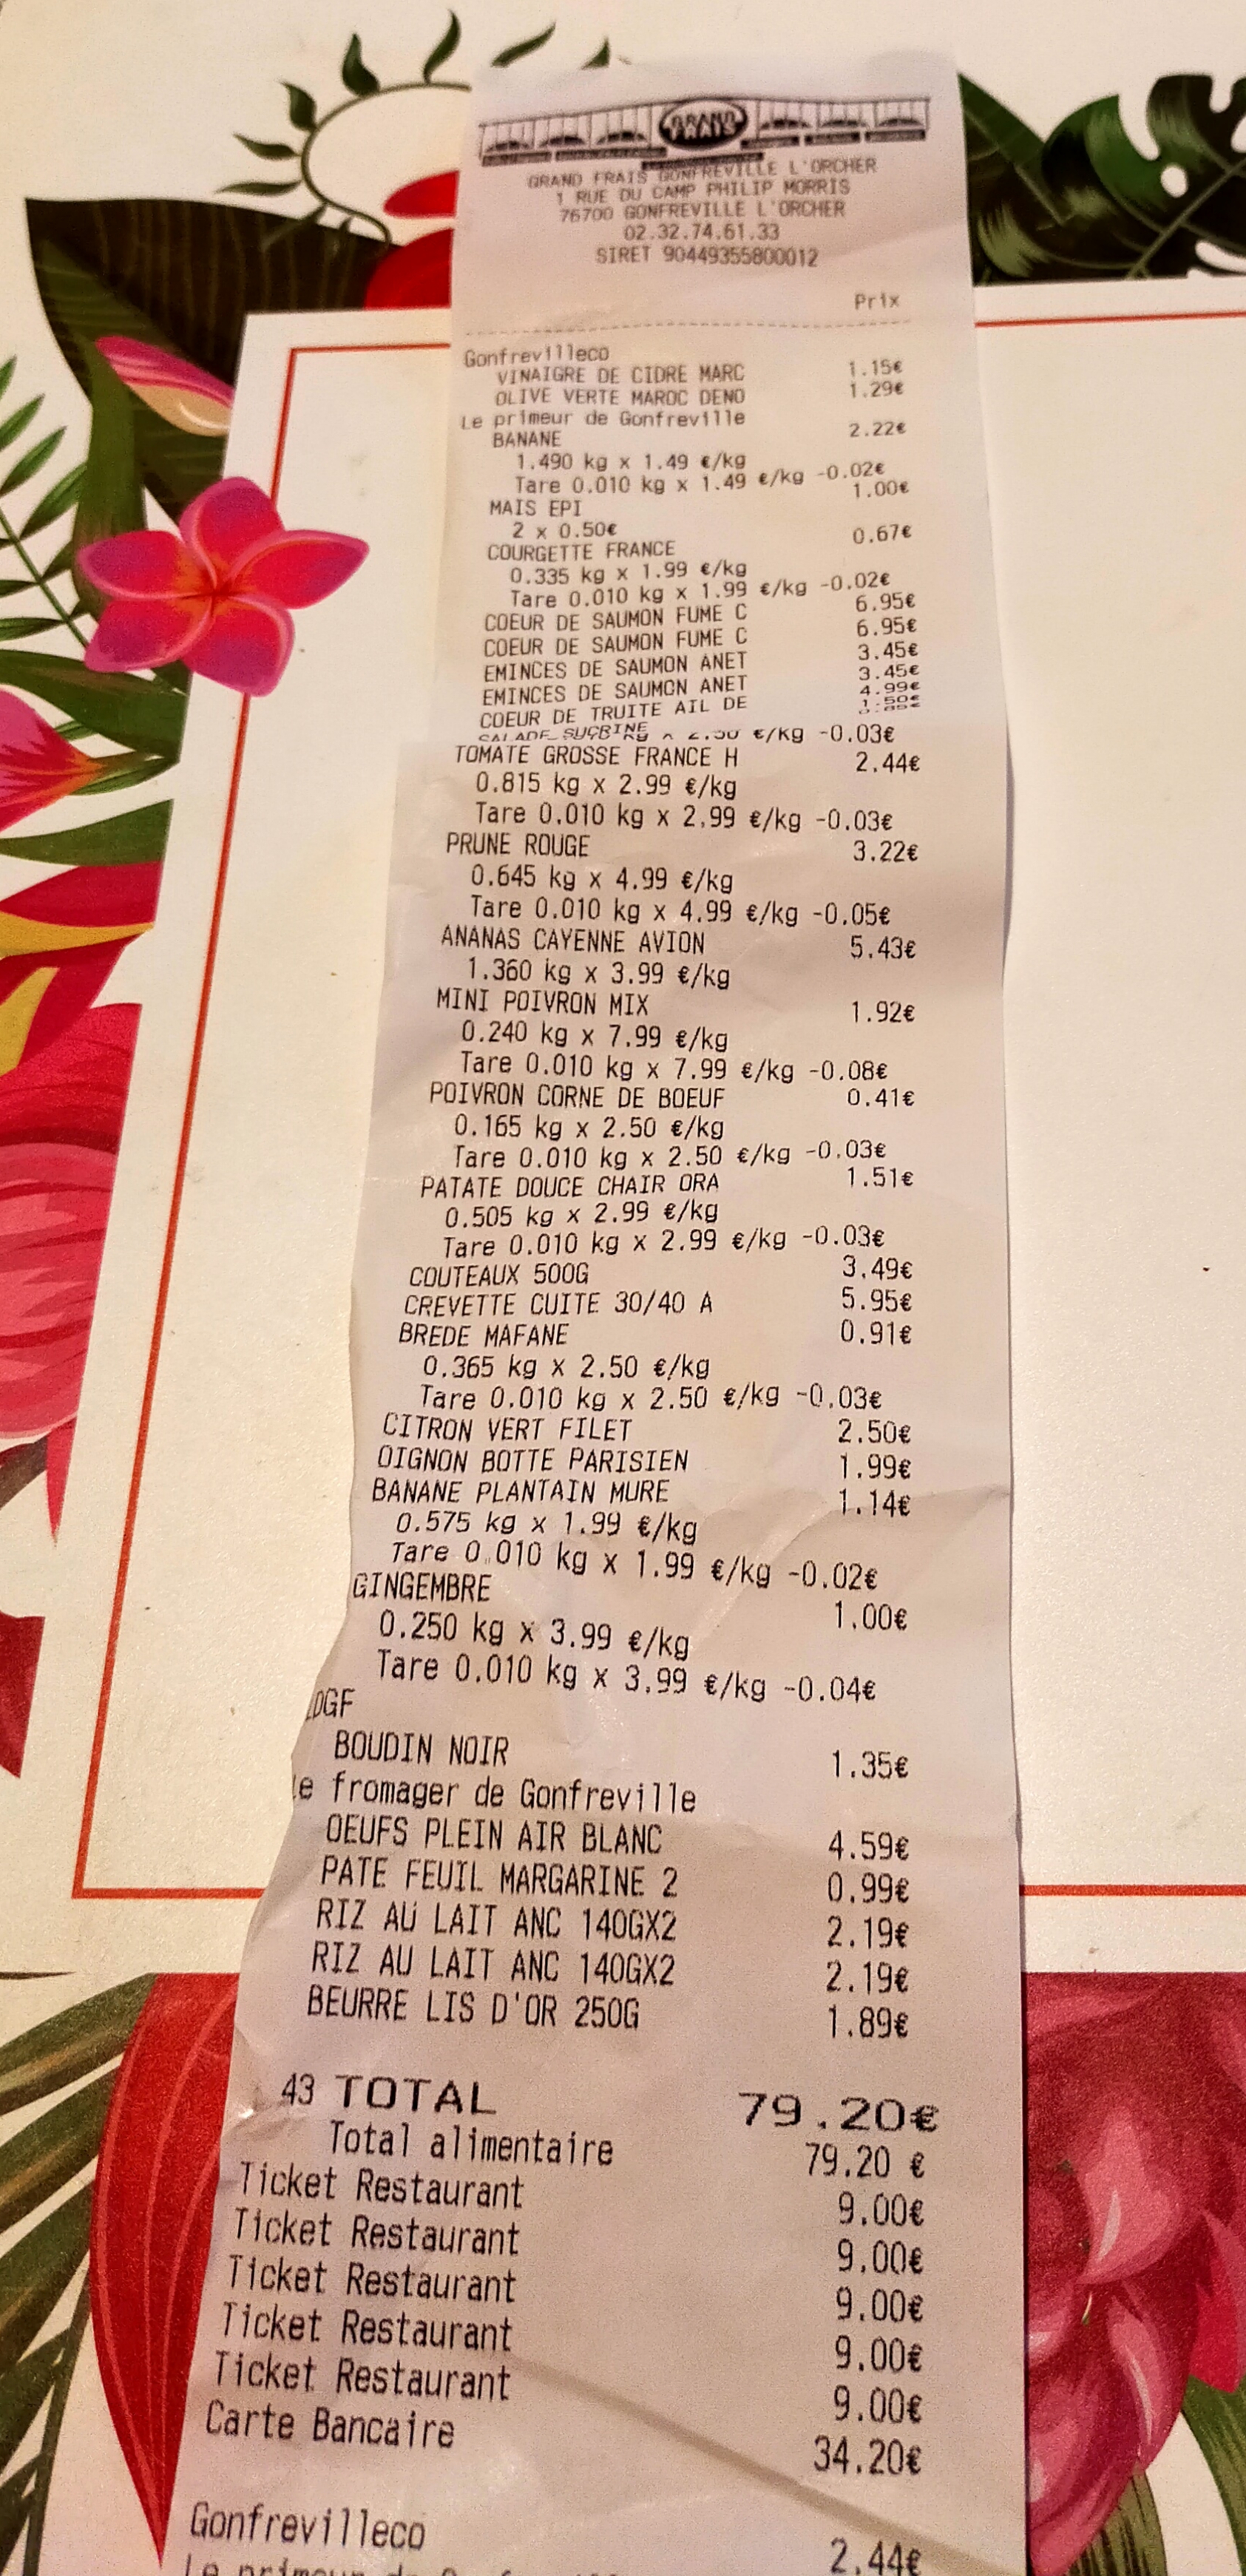 GRAND FRAIS
GRAND FRAIS GONFREVILLE L'ORCHER
1 RUE DU CAMP PHILIP MORRIS
76700 GONFREVILLE L'ORCHER
02.32.74.61.33
SIRET 90449355800012
Prix
Gonfrevilleco
VINAIGRE DE CIDRE MARC 1.15€
OLIVE VERTE MAROC DENO 1.29€
Le primeur de Gonfreville
BANANE 2.22€
1.490 kg x 1.49 €/kg
Tare 0.010 kg x 1.49 €/kg -0.02€
MAIS EPI 1.00€
2 x 0.50€
COURGETTE FRANCE 0.67€
0.335 kg x 1.99 €/kg
Tare 0.010 kg x 1.99 €/kg -0.02€
COEUR DE SAUMON FUME C 6.95€
COEUR DE SAUMON FUME C 6.95€
EMINCES DE SAUMON ANET 3.45€
EMINCES DE SAUMON ANET 3.45€
COEUR DE TRUITE AIL DE 4.99€
SALADE SUCRINE 1.50€
€/kg -0.03€
TOMATE GROSSE FRANCE H 2.44€
0.815 kg x 2.99 €/kg
Tare 0.010 kg x 2.99 €/kg -0.03€
PRUNE ROUGE 3.22€
0.645 kg x 4.99 €/kg
Tare 0.010 kg x 4.99 €/kg -0.05€
ANANAS CAYENNE AVION 5.43€
1.360 kg x 3.99 €/kg
MINI POIVRON MIX 1.92€
0.240 kg x 7.99 €/kg
Tare 0.010 kg x 7.99 €/kg -0.08€
POIVRON CORNE DE BOEUF 0.41€
0.165 kg x 2.50 €/kg
Tare 0.010 kg x 2.50 €/kg -0.03€
PATATE DOUCE CHAIR ORA 1.51€
0.505 kg x 2.99 €/kg
Tare 0.010 kg x 2.99 €/kg -0.03€
COUTEAUX 500G 3.49€
CREVETTE CUITE 30/40 A 5.95€
BREDE MAFANE 0.91€
0.365 kg x 2.50 €/kg
Tare 0.010 kg x 2.50 €/kg -0.03€
CITRON VERT FILET 2.50€
OIGNON BOTTE PARISIEN 1.99€
BANANE PLANTAIN MURE 1.14€
0.575 kg x 1.99 €/kg
Tare 0.010 kg x 1.99 €/kg -0.02€
GINGEMBRE 1.00€
0.250 kg x 3.99 €/kg
Tare 0.010 kg x 3.99 €/kg -0.04€
LDGF
BOUDIN NOIR 1.35€
Le fromager de Gonfreville
OEUFS PLEIN AIR BLANC 4.59€
PATE FEUIL MARGARINE 2 0.99€
RIZ AU LAIT ANC 140GX2 2.19€
RIZ AU LAIT ANC 140GX2 2.19€
BEURRE LIS D'OR 250G 1.89€
43 TOTAL 79.20€
Total alimentaire 79.20 €
Ticket Restaurant 9.00€
Ticket Restaurant 9.00€
Ticket Restaurant 9.00€
Ticket Restaurant 9.00€
Ticket Restaurant 9.00€
Carte Bancaire 34.20€
Gonfrevilleco 2.44€
Le primeur